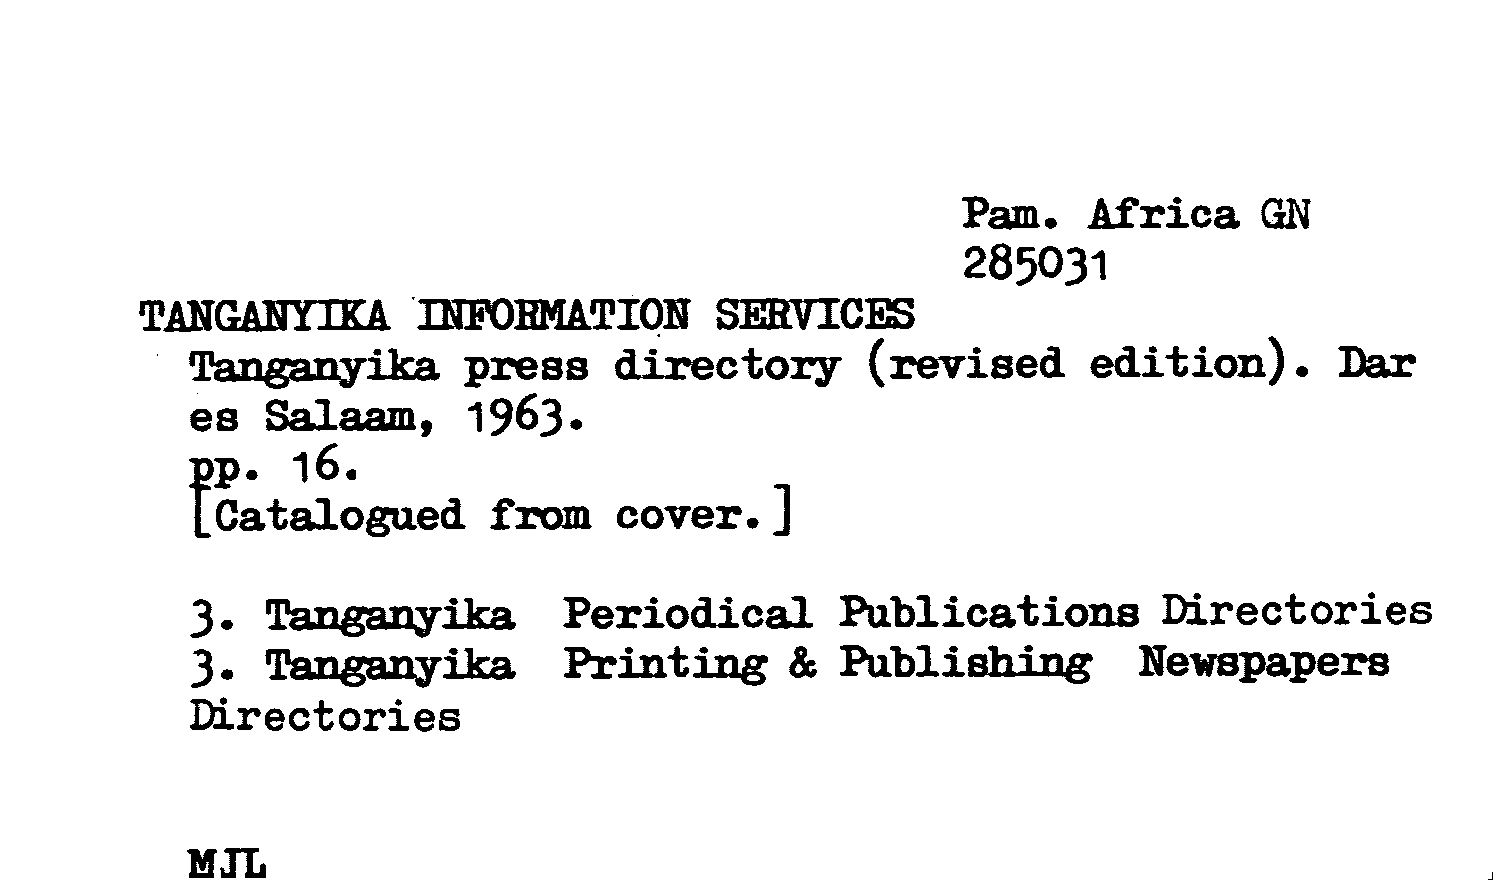 Pam. Africa GN
285031
TANGANYIKA INFORMATION SERVICES
Tanganyika press directory (revised edition). Dar
es Salaam, 1963.
pp. 16.
[Catalogued from cover.]
3. Tanganyika Periodical Publications Directories
3. Tanganyika Printing & Publishing Newspapers
Directories
MJL